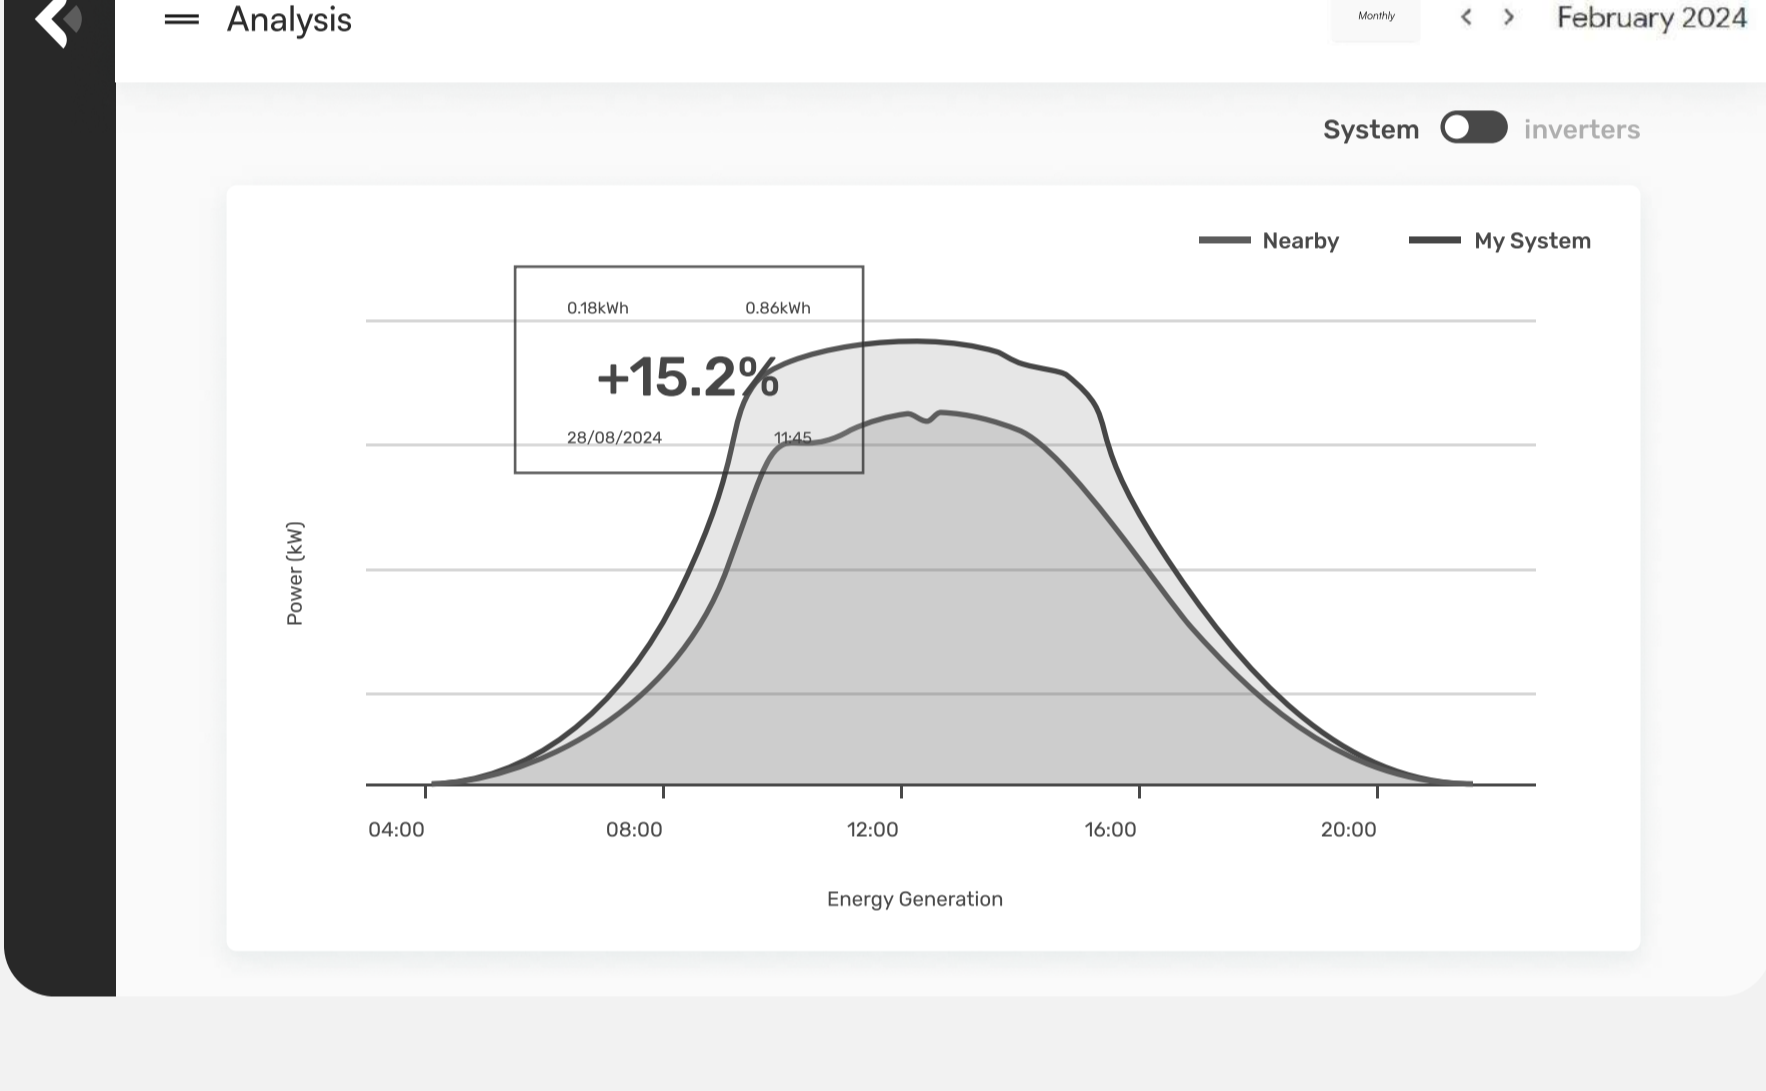 Analysis
Monthly
February 2024
System
inverters
Nearby
My System
0.18kWh
0.86kWh
+15.2%
28/08/2024
11:45
Power (kW)
04:00
08:00
12:00
16:00
20:00
Energy Generation